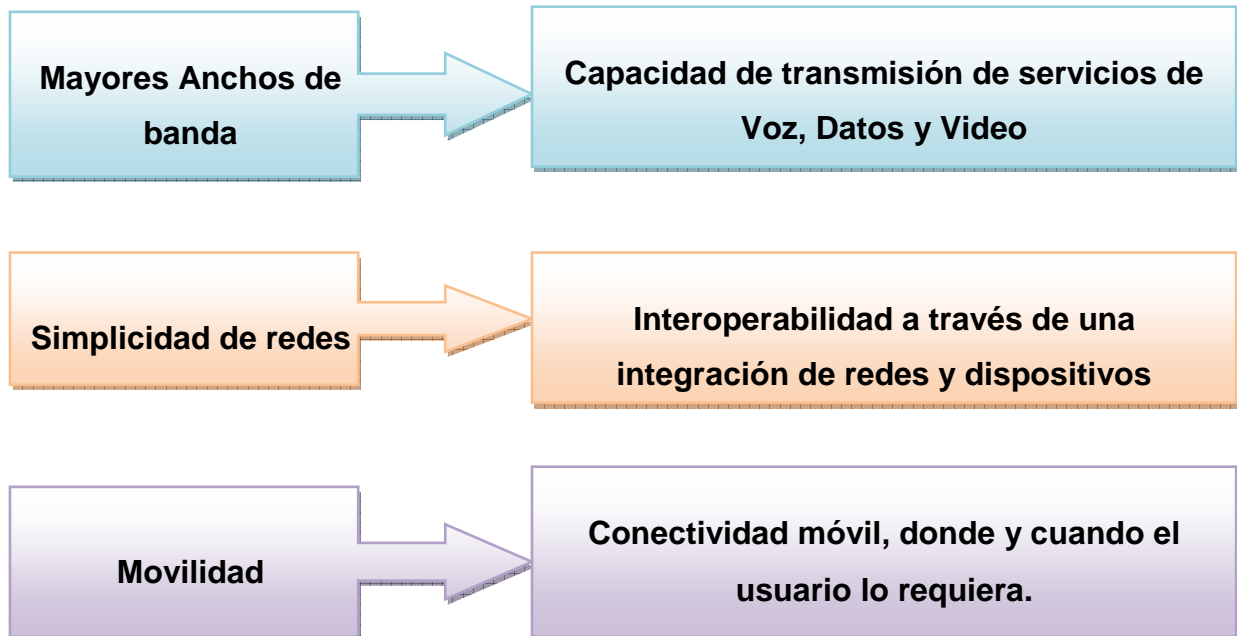 Mayores Anchos de
banda
Capacidad de transmisión de servicios de
Voz, Datos y Video
Simplicidad de redes
Interoperabilidad a través de una
integración de redes y dispositivos
Movilidad
Conectividad móvil, donde y cuando el
usuario lo requiera.